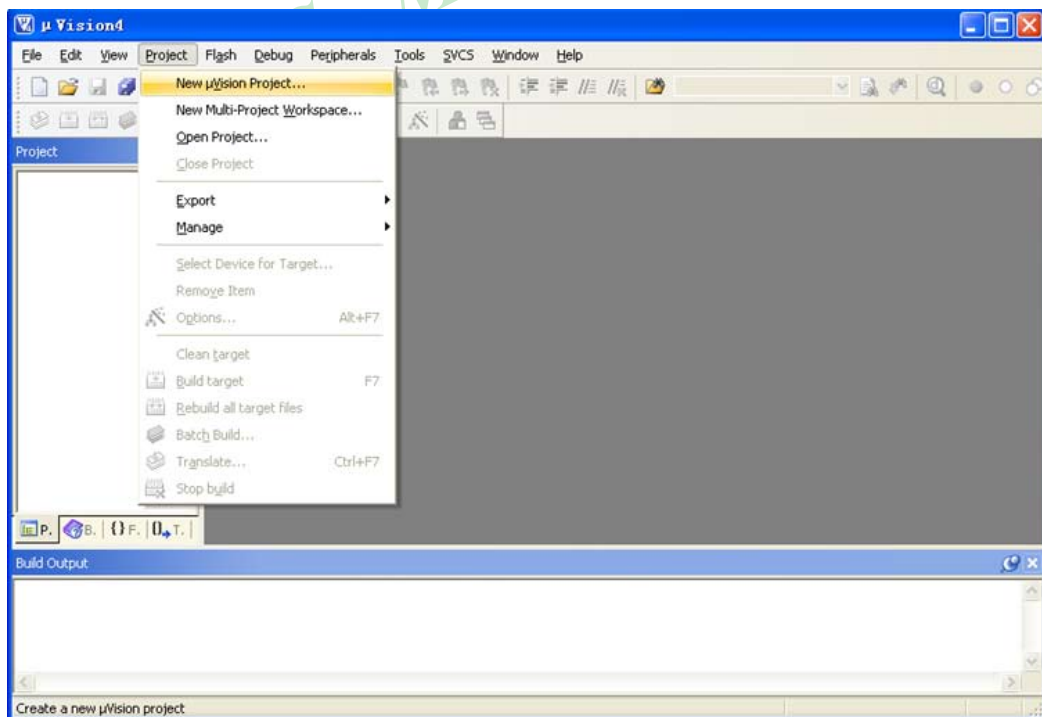 μ Vision4
File Edit View Project Flash Debug Peripherals Tools SVCS Window Help
New μVision Project...
New Multi-Project Workspace...
Open Project...
Close Project
Export
Manage
Select Device for Target...
Remove Item
Options... Alt+F7
Clean target
Build target F7
Rebuild all target files
Batch Build...
Translate... Ctrl+F7
Stop build
Project
P. B. {} F. 0 T.
Build Output
Create a new μVision project